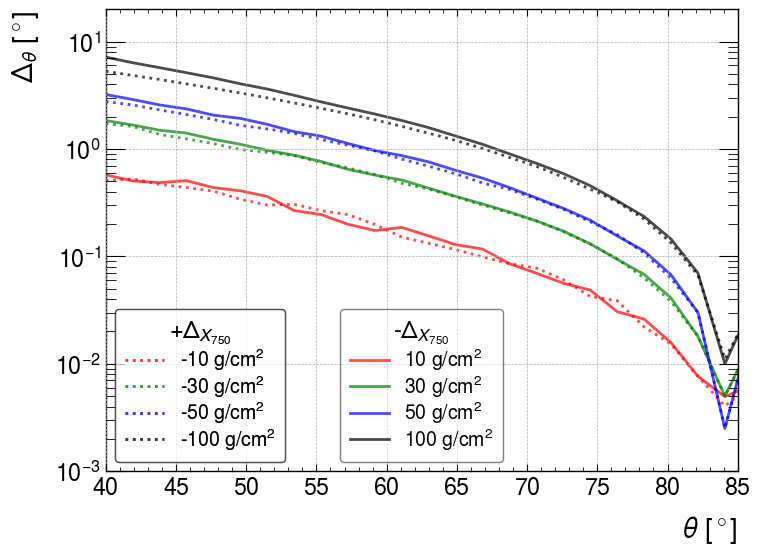 Δθ [°]
10¹
10⁰
10⁻¹
10⁻²
10⁻³
+ΔX₇₅₀
-10 g/cm²
-30 g/cm²
-50 g/cm²
-100 g/cm²
-ΔX₇₅₀
10 g/cm²
30 g/cm²
50 g/cm²
100 g/cm²
40 45 50 55 60 65 70 75 80 85
θ [°]